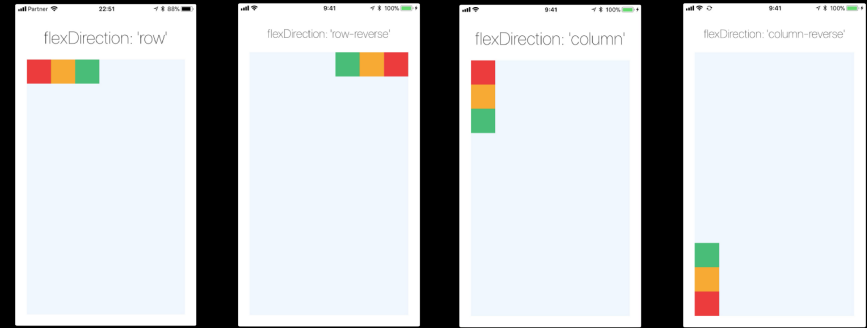 Partner 22:51 88%
flexDirection: 'row'
9:41 100%
flexDirection: 'row-reverse'
9:41 100%
flexDirection: 'column'
9:41 100%
flexDirection: 'column-reverse'